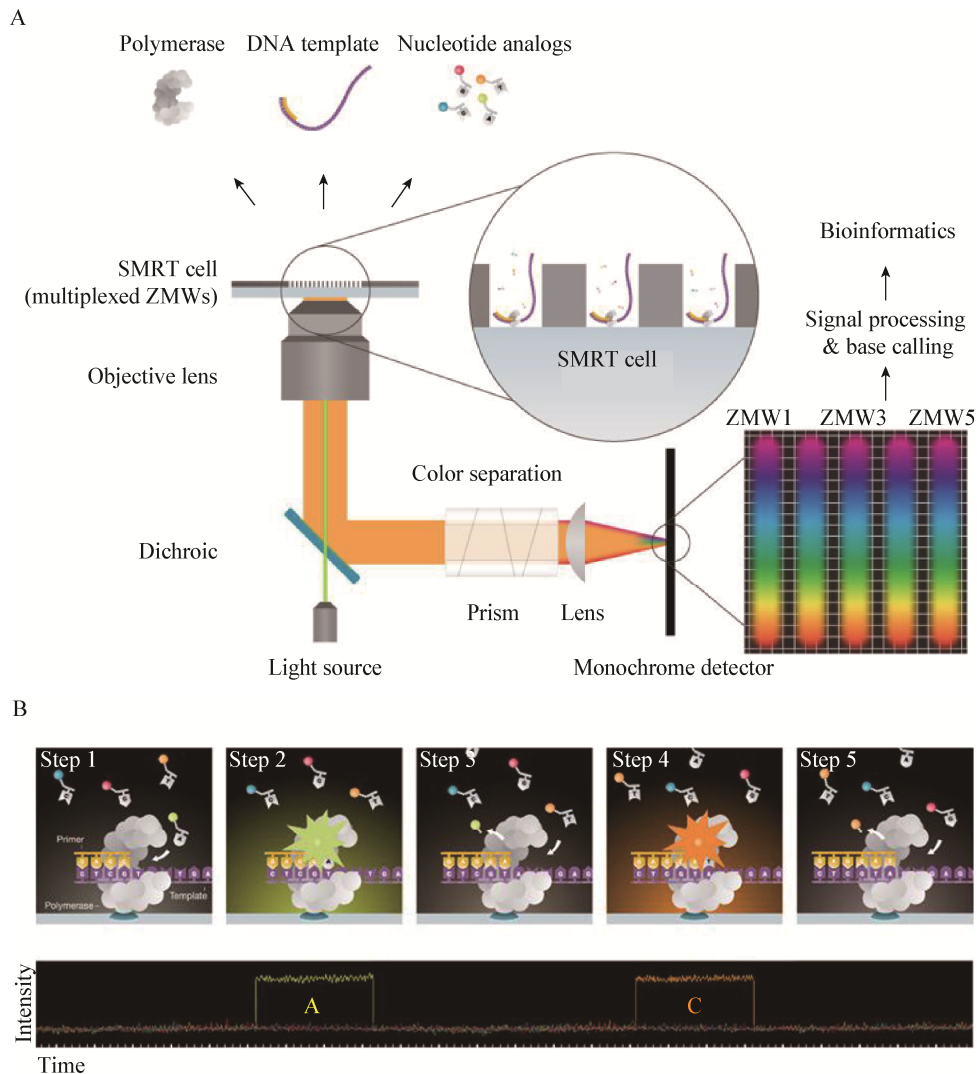 A
Polymerase
DNA template
Nucleotide analogs
SMRT cell
(multiplexed ZMWs)
SMRT cell
Bioinformatics
Signal processing
& base calling
Objective lens
ZMW1
ZMW3
ZMW5
Color separation
Dichroic
Prism
Lens
Light source
Monochrome detector
B
Step 1
Step 2
Step 3
Step 4
Step 5
Primer
Template
Polymerase
Intensity
A
C
Time